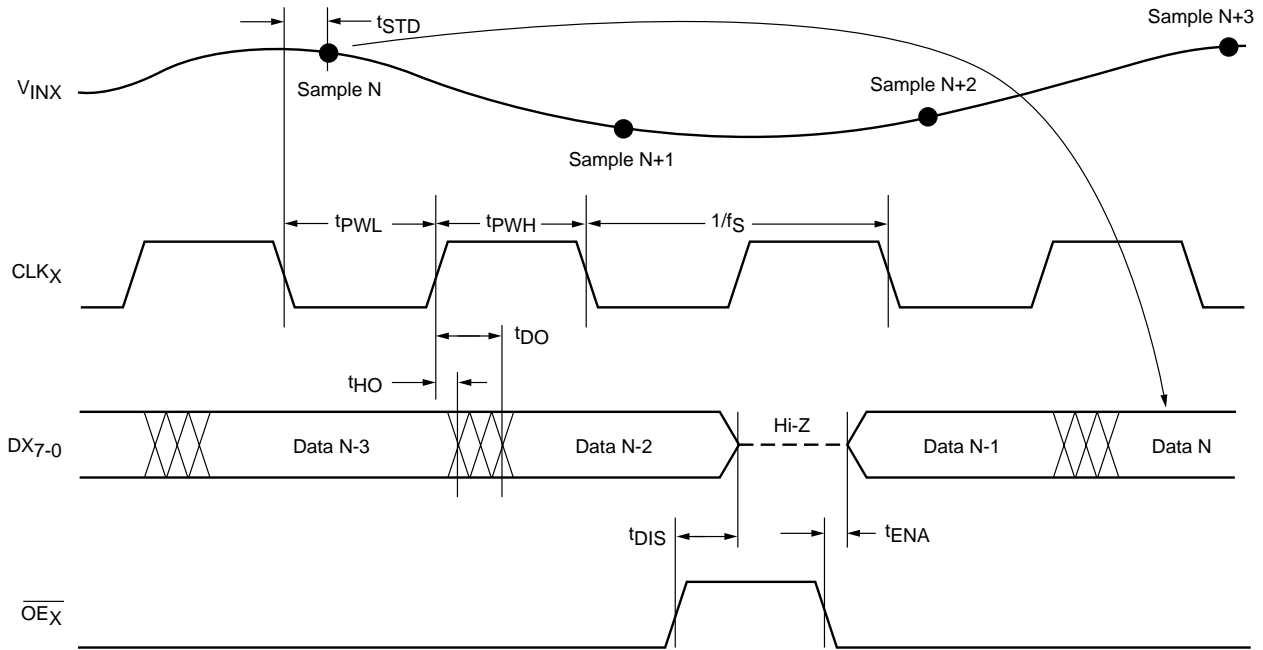 tSTD
Sample N+3
VINX
Sample N
Sample N+2
Sample N+1
tPWL
tPWH
1/fS
CLKX
tDO
tHO
DX7-0
Data N-3
Data N-2
Hi-Z
Data N-1
Data N
tDIS
tENA
OEX